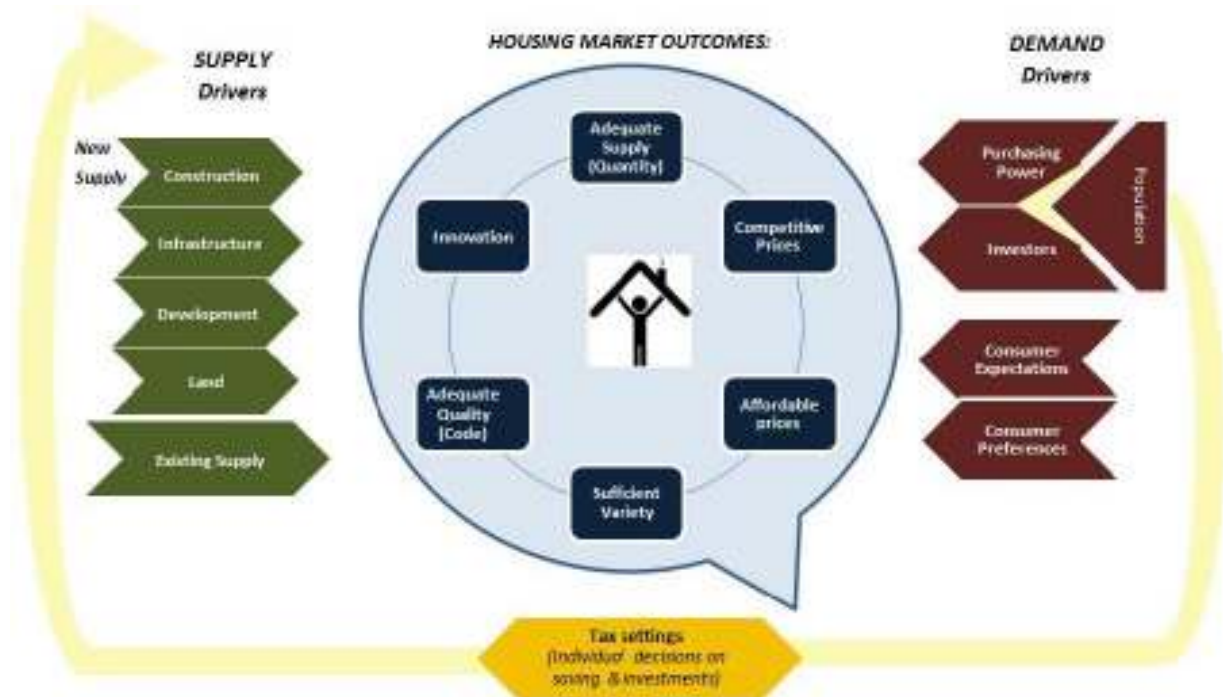 SUPPLY
Drivers
HOUSING MARKET OUTCOMES:
DEMAND
Drivers
New
Supply
Construction
Infrastructure
Development
Land
Existing Supply
Adequate
Supply
(Quantity)
Innovation
Competitive
Prices
Adequate
Quality
(Code)
Affordable
prices
Sufficient
Variety
Purchasing
Power
Investors
Population
Consumer
Expectations
Consumer
Preferences
Tax settings
(Individual decisions on
saving & investments)